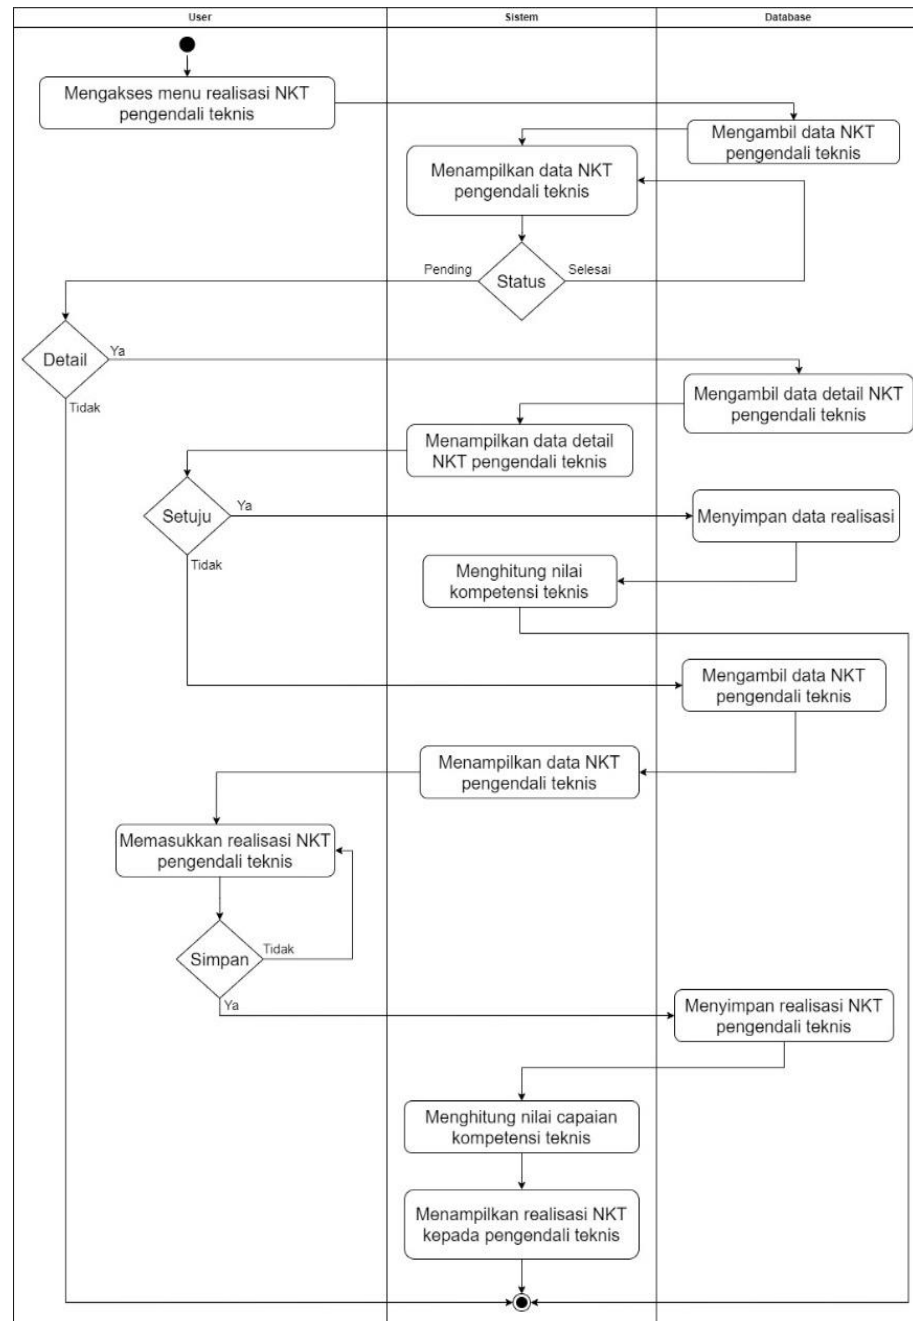 User
Sistem
Database
Mengakses menu realisasi NKT
pengendali teknis
Mengambil data NKT
pengendali teknis
Menampilkan data NKT
pengendali teknis
Pending
Status
Selesai
Detail
Ya
Tidak
Mengambil data detail NKT
pengendali teknis
Menampilkan data detail
NKT pengendali teknis
Setuju
Ya
Tidak
Menyimpan data realisasi
Menghitung nilai
kompetensi teknis
Mengambil data NKT
pengendali teknis
Menampilkan data NKT
pengendali teknis
Memasukkan realisasi NKT
pengendali teknis
Simpan
Tidak
Ya
Menyimpan realisasi NKT
pengendali teknis
Menghitung nilai capaian
kompetensi teknis
Menampilkan realisasi NKT
kepada pengendali teknis